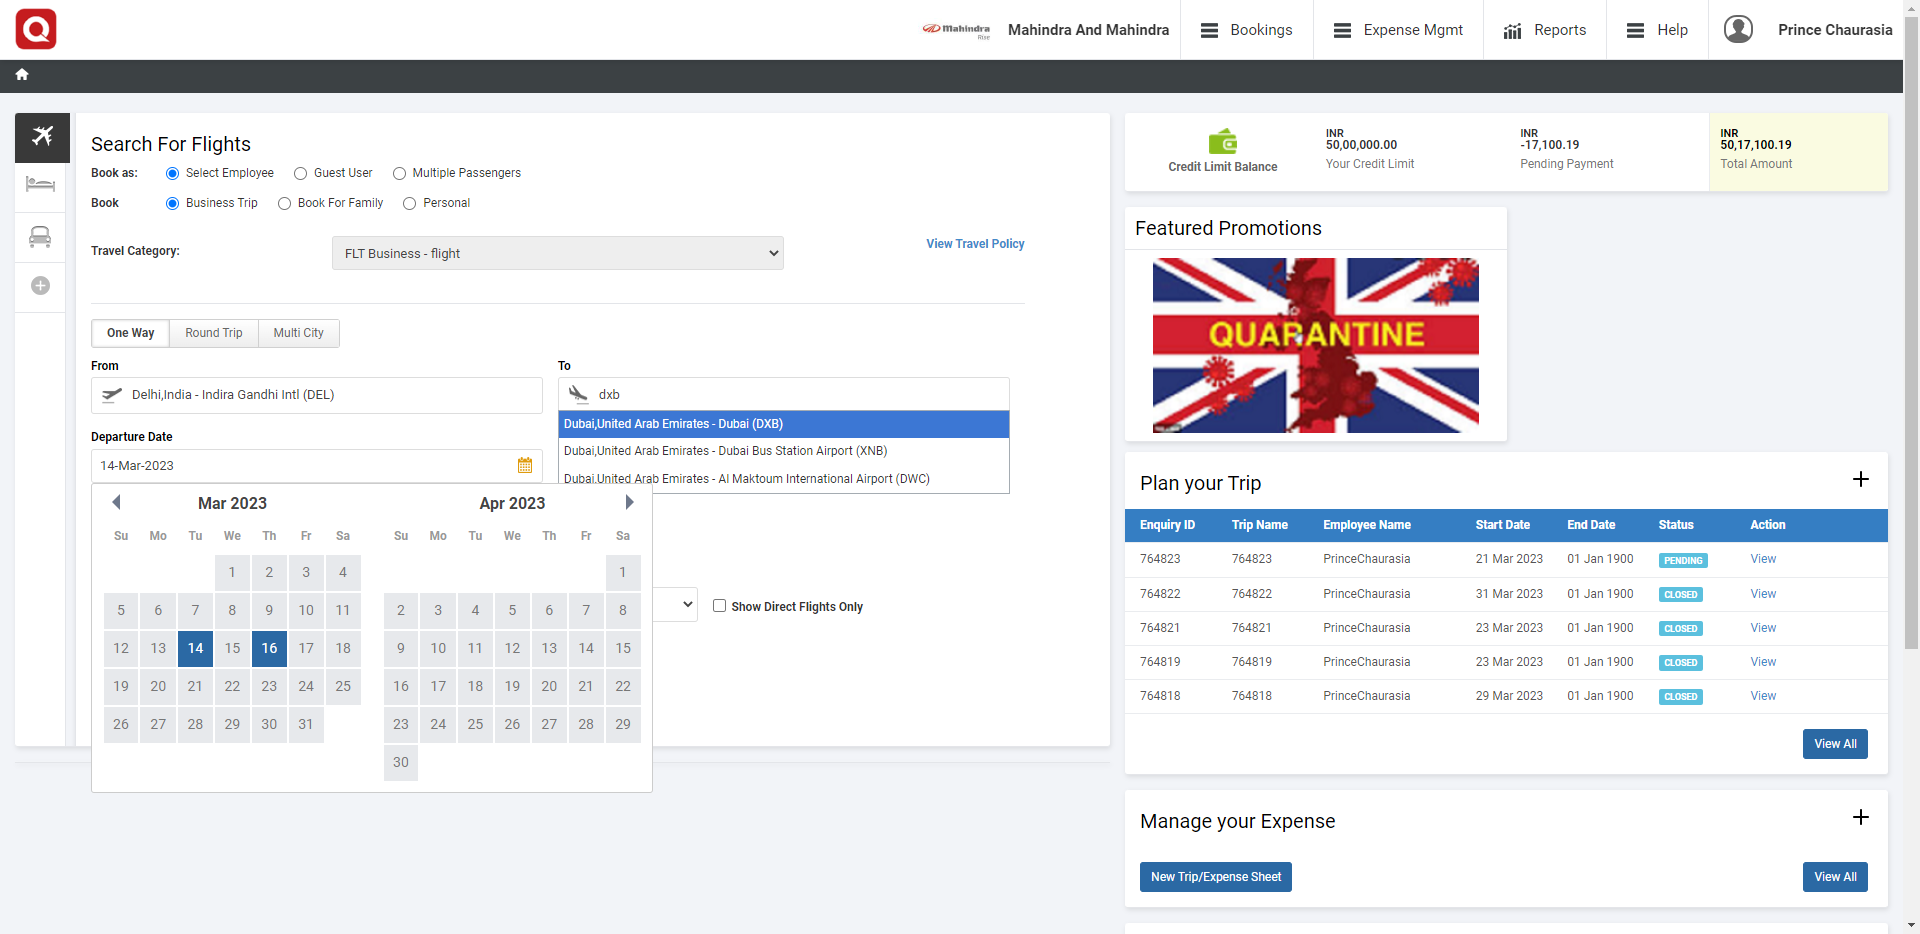 Mahindra Rise
Mahindra And Mahindra
Bookings
Expense Mgmt
Reports
Help
Prince Chaurasia
Search For Flights
Book as: Select Employee Guest User Multiple Passengers
Book Business Trip Book For Family Personal
Travel Category: FLT Business - flight
View Travel Policy
One Way Round Trip Multi City
From
Delhi,India - Indira Gandhi Intl (DEL)
To
dxb
Dubai,United Arab Emirates - Dubai (DXB)
Dubai,United Arab Emirates - Dubai Bus Station Airport (XNB)
Dubai,United Arab Emirates - Al Maktoum International Airport (DWC)
Departure Date
14-Mar-2023
Mar 2023
Su Mo Tu We Th Fr Sa
1 2 3 4
5 6 7 8 9 10 11
12 13 14 15 16 17 18
19 20 21 22 23 24 25
26 27 28 29 30 31
Apr 2023
Su Mo Tu We Th Fr Sa
1
2 3 4 5 6 7 8
9 10 11 12 13 14 15
16 17 18 19 20 21 22
23 24 25 26 27 28 29
30
Show Direct Flights Only
Credit Limit Balance
INR
50,00,000.00
Your Credit Limit
INR
-17,100.19
Pending Payment
INR
50,17,100.19
Total Amount
Featured Promotions
QUARANTINE
Plan your Trip
Enquiry ID Trip Name Employee Name Start Date End Date Status Action
764823 764823 PrinceChaurasia 21 Mar 2023 01 Jan 1900 PENDING View
764822 764822 PrinceChaurasia 31 Mar 2023 01 Jan 1900 CLOSED View
764821 764821 PrinceChaurasia 23 Mar 2023 01 Jan 1900 CLOSED View
764819 764819 PrinceChaurasia 23 Mar 2023 01 Jan 1900 CLOSED View
764818 764818 PrinceChaurasia 29 Mar 2023 01 Jan 1900 CLOSED View
View All
Manage your Expense
New Trip/Expense Sheet
View All